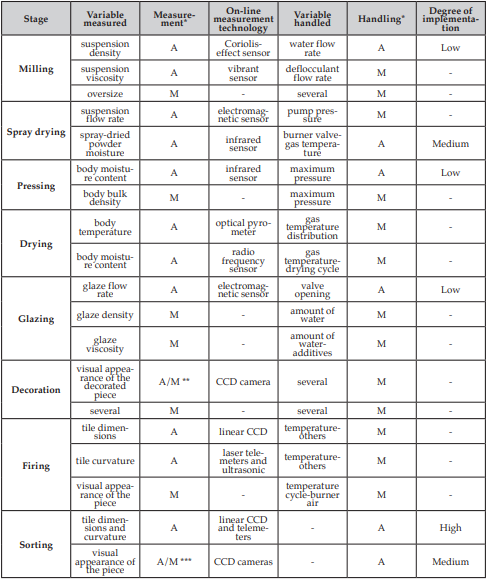 Stage | Variable measured | Measure-ment* | On-line measurement technology | Variable handled | Handling* | Degree of implementa-tion
Milling | suspension density | A | Coriolis-effect sensor | water flow rate | A | Low
suspension viscosity | A | vibrant sensor | deflocculant flow rate | M | -
oversize | M | - | several | M | -
Spray drying | suspension flow rate | A | electromag-netic sensor | pump pres-sure | M | -
spray-dried powder moisture | A | infrared sensor | burner valve-gas tempera-ture | A | Medium
Pressing | body moistu-re content | A | infrared sensor | maximum pressure | A | Low
body bulk density | M | - | maximum pressure | M | -
Drying | body temperature | A | optical pyro-meter | gas temperature distribution | M | -
body moistu-re content | A | radio frequency sensor | gas temperature-drying cycle | M | -
Glazing | glaze flow rate | A | electromag-netic sensor | valve opening | A | Low
glaze density | M | - | amount of water | M | -
glaze viscosity | M | - | amount of water-additives | M | -
Decoration | visual appea-rance of the decorated piece | A/M ** | CCD camera | several | M | -
several | M | - | several | M | -
Firing | tile dimen-sions | A | linear CCD | temperature-others | M | -
tile curvature | A | laser tele-meters and ultrasonic | temperature-others | M | -
visual appea-rance of the piece | M | - | temperature cycle-burner air | M | -
Sorting | tile dimen-sions and curvature | A | linear CCD and teleme-ters | - | A | High
visual appearance of the piece | A/M *** | CCD cameras | - | A | Medium